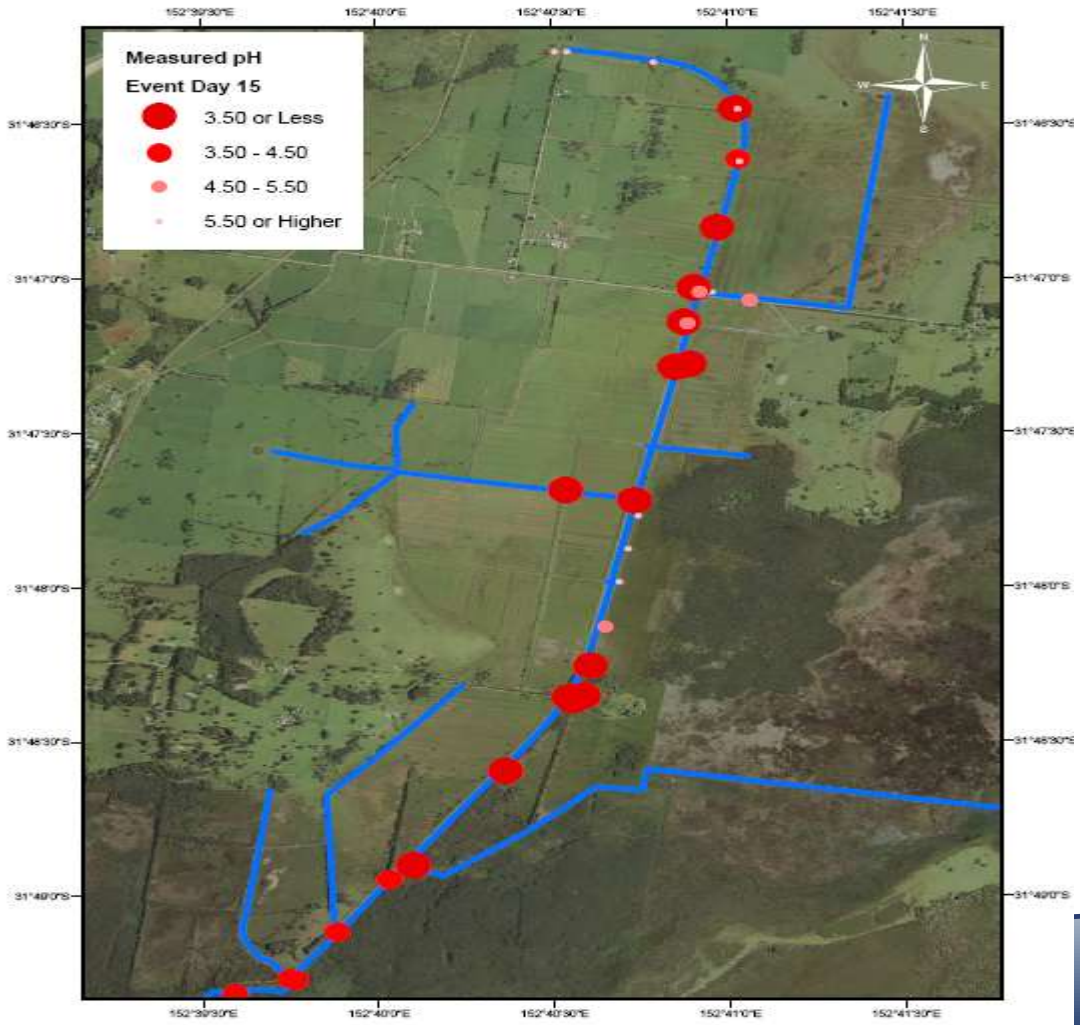 152°39'30"E 152°40'0"E 152°40'30"E 152°41'0"E 152°41'30"E
Measured pH
Event Day 15
3.50 or Less
3.50 - 4.50
4.50 - 5.50
5.50 or Higher
N
W E
S
31°46'30"S 31°46'30"S
31°47'0"S 31°47'0"S
31°47'30"S 31°47'30"S
31°48'0"S 31°48'0"S
31°48'30"S 31°48'30"S
31°49'0"S 31°49'0"S
152°39'30"E 152°40'0"E 152°40'30"E 152°41'0"E 152°41'30"E